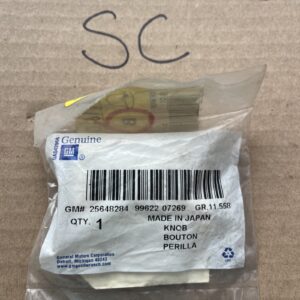 SC
Genuine
GM
GM# 25648284 99622 07269 GR.11.558
QTY. 1
MADE IN JAPAN
KNOB
BOUTON
PERILLA
General Motors Corporation
Detroit, Michigan 48243